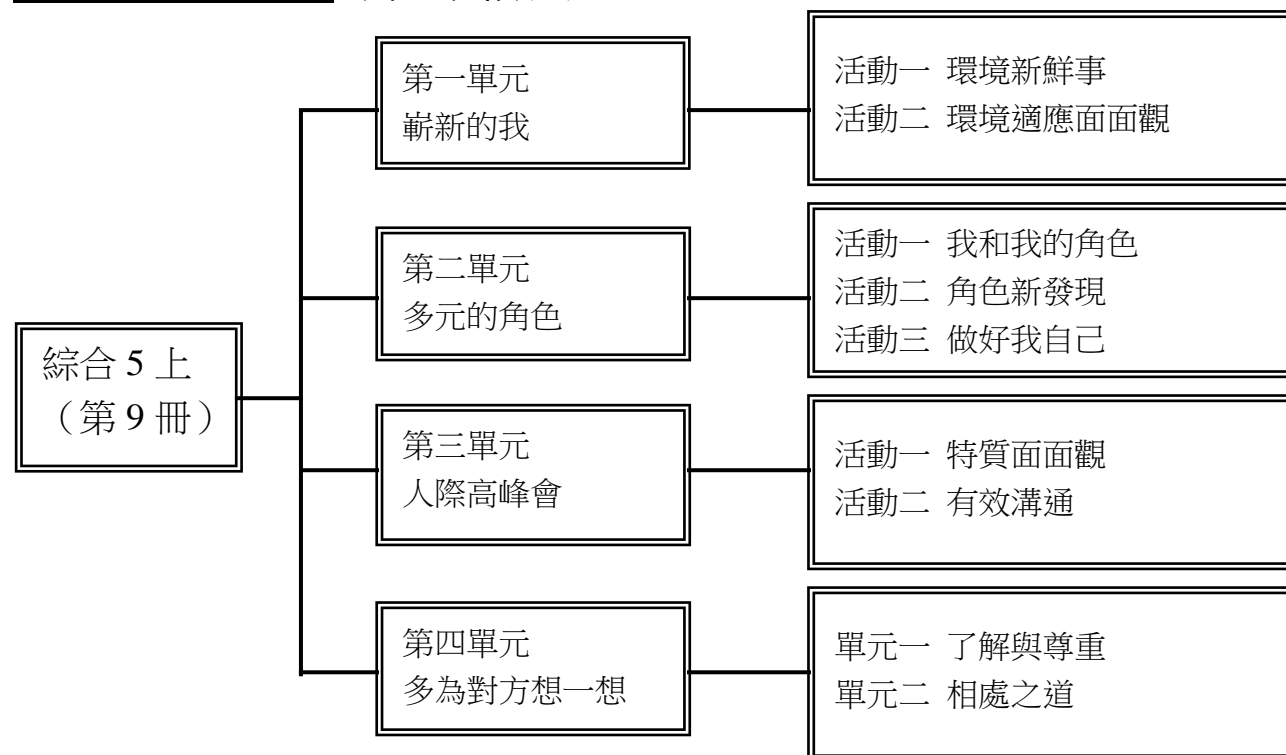 綜合 5 上
（第 9 冊）
第一單元
嶄新的我
活動一 環境新鮮事
活動二 環境適應面面觀
第二單元
多元的角色
活動一 我和我的角色
活動二 角色新發現
活動三 做好我自己
第三單元
人際高峰會
活動一 特質面面觀
活動二 有效溝通
第四單元
多為對方想一想
單元一 了解與尊重
單元二 相處之道